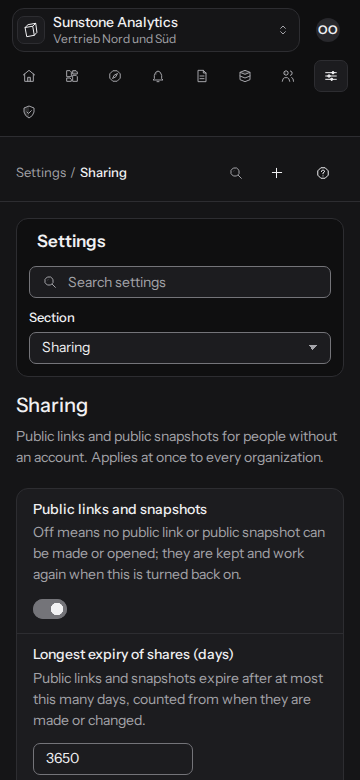 Sunstone Analytics
Vertrieb Nord und Süd
OO
Settings / Sharing
Settings
Search settings
Section
Sharing
Sharing
Public links and public snapshots for people without
an account. Applies at once to every organization.
Public links and snapshots
Off means no public link or public snapshot can
be made or opened; they are kept and work
again when this is turned back on.
Longest expiry of shares (days)
Public links and snapshots expire after at most
this many days, counted from when they are
made or changed.
3650